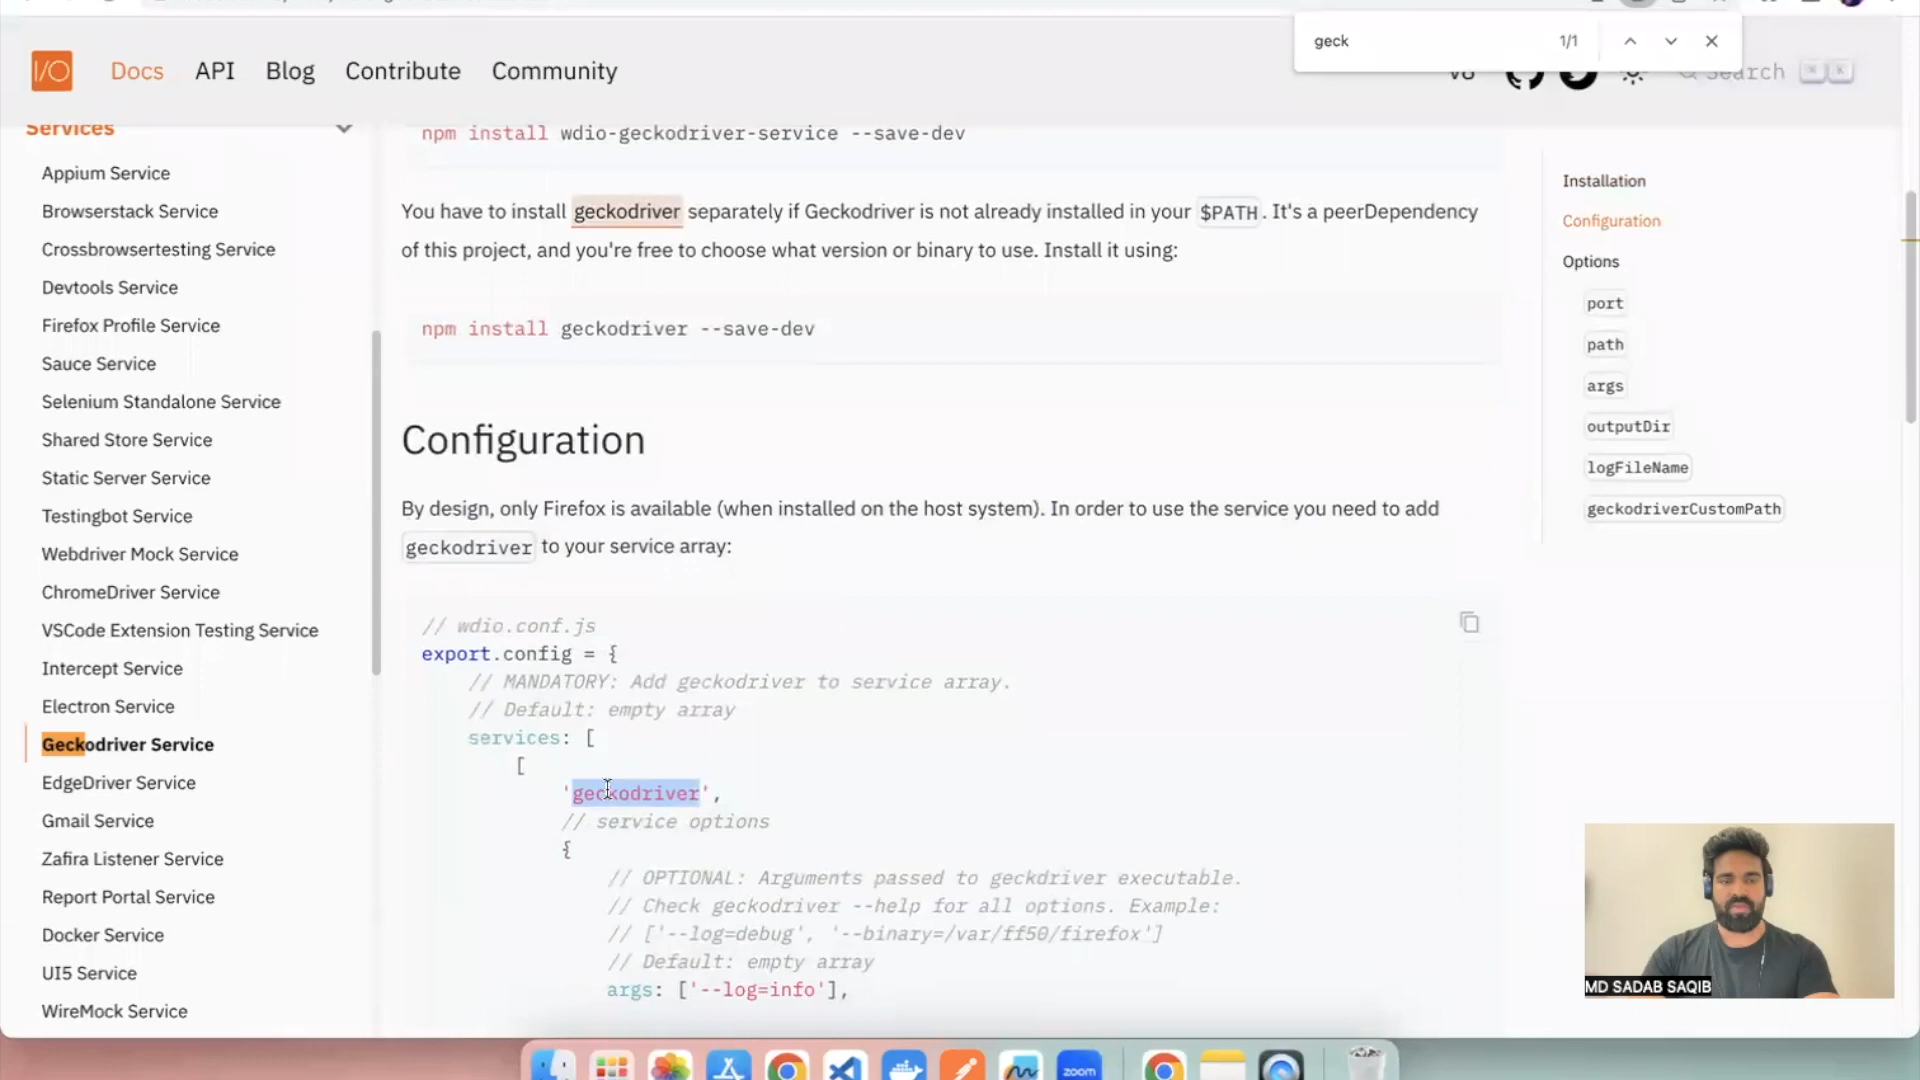 geck
1/1
I/O
Docs
API
Blog
Contribute
Community
v8
Search
⌘ K
Services
Appium Service
Browserstack Service
Crossbrowsertesting Service
Devtools Service
Firefox Profile Service
Sauce Service
Selenium Standalone Service
Shared Store Service
Static Server Service
Testingbot Service
Webdriver Mock Service
ChromeDriver Service
VSCode Extension Testing Service
Intercept Service
Electron Service
Geckodriver Service
EdgeDriver Service
Gmail Service
Zafira Listener Service
Report Portal Service
Docker Service
UI5 Service
WireMock Service
npm install wdio-geckodriver-service --save-dev
You have to install geckodriver separately if Geckodriver is not already installed in your $PATH. It's a peerDependency
of this project, and you're free to choose what version or binary to use. Install it using:
npm install geckodriver --save-dev
Configuration
By design, only Firefox is available (when installed on the host system). In order to use the service you need to add
geckodriver to your service array:
// wdio.conf.js
export.config = {
// MANDATORY: Add geckodriver to service array.
// Default: empty array
services: [
[
'geckodriver',
// service options
{
// OPTIONAL: Arguments passed to geckdriver executable.
// Check geckodriver --help for all options. Example:
// ['--log=debug', '--binary=/var/ff50/firefox']
// Default: empty array
args: ['--log=info'],
Installation
Configuration
Options
port
path
args
outputDir
logFileName
geckodriverCustomPath
MD SADAB SAQIB
zoom